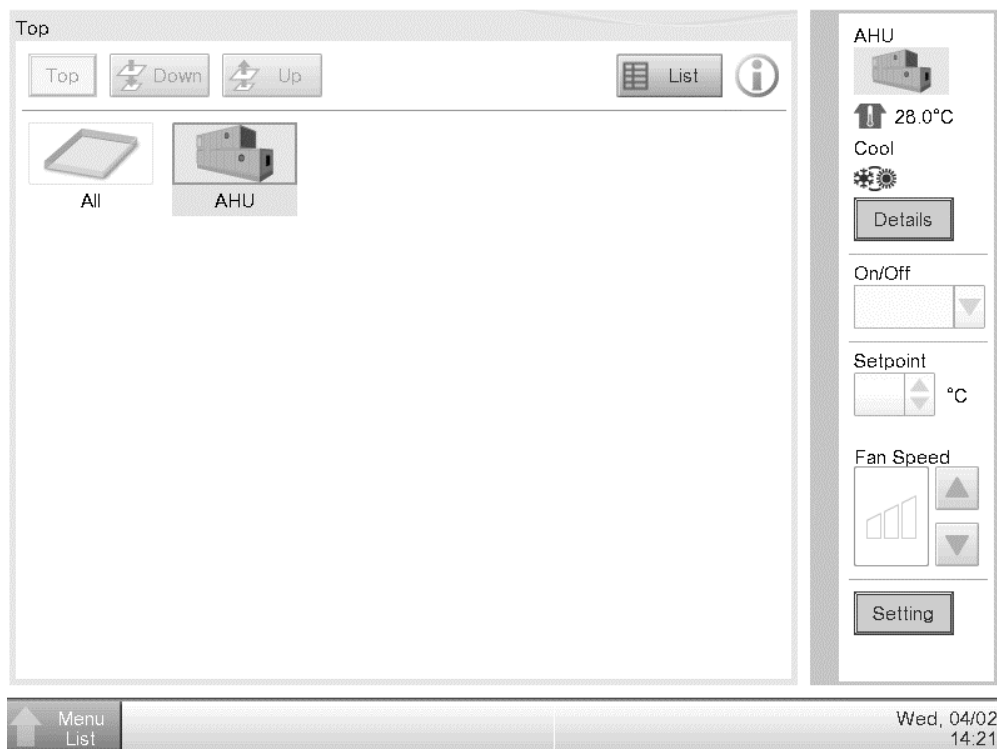 Top
Top
Down
Up
List
All
AHU
AHU
28.0°C
Cool
Details
On/Off
Setpoint
°C
Fan Speed
Setting
Menu
List
Wed, 04/02
14:21